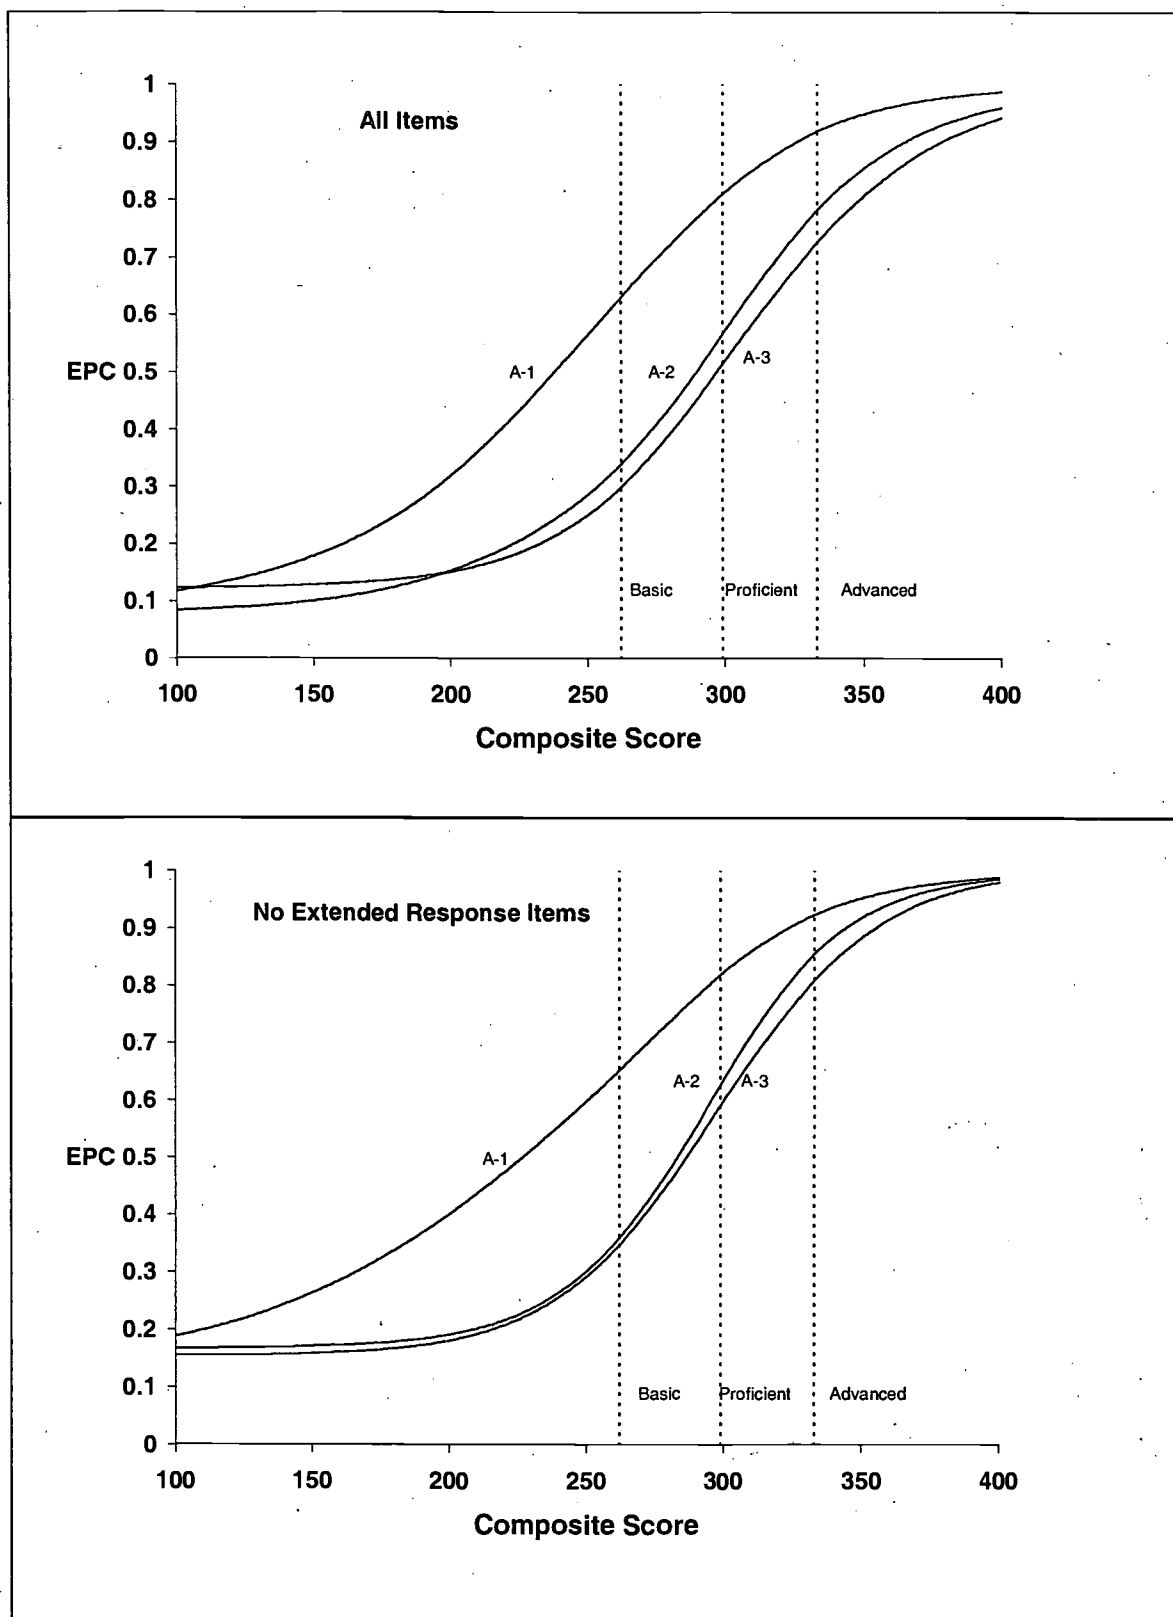 All Items
1
0.9
0.8
0.7
0.6
EPC 0.5
0.4
0.3
0.2
0.1
0
A-1
A-2
A-3
Basic
Proficient
Advanced
100 150 200 250 300 350 400
Composite Score
No Extended Response Items
1
0.9
0.8
0.7
0.6
EPC 0.5
0.4
0.3
0.2
0.1
0
A-1
A-2
A-3
Basic
Proficient
Advanced
100 150 200 250 300 350 400
Composite Score